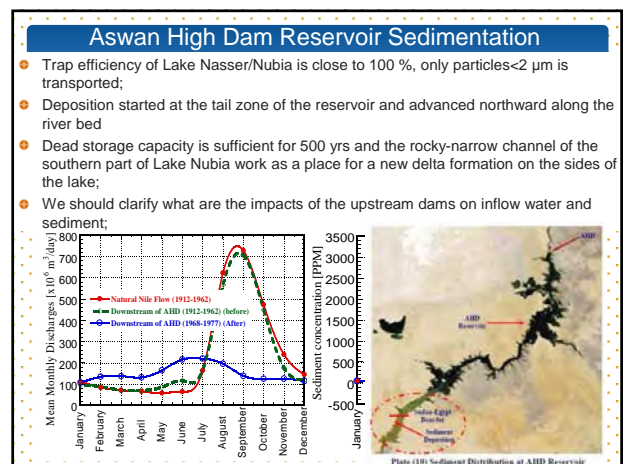 Aswan High Dam Reservoir Sedimentation
Trap efficiency of Lake Nasser/Nubia is close to 100 %, only particles<2 µm is
transported;
Deposition started at the tail zone of the reservoir and advanced northward along the
river bed
Dead storage capacity is sufficient for 500 yrs and the rocky-narrow channel of the
southern part of Lake Nubia work as a place for a new delta formation on the sides of
the lake;
We should clarify what are the impacts of the upstream dams on inflow water and
sediment;
Mean Monthly Discharges, [x10^6 m^3/day]
800
700
600
500
400
300
200
100
0
Natural Nile Flow (1912-1962)
Downstream of AHD (1912-1962) (before)
Downstream of AHD (1968-1977) (After)
January
February
March
April
May
June
July
August
September
October
November
December
Sediment concentration [PPM]
3500
3000
2500
2000
1500
1000
500
0
-500
January
AHD
AHD
Reservoir
Sudan-Egypt
Boarder
Sediment
Deposition
Plate (10) Sediment Distribution at AHD Reservoir